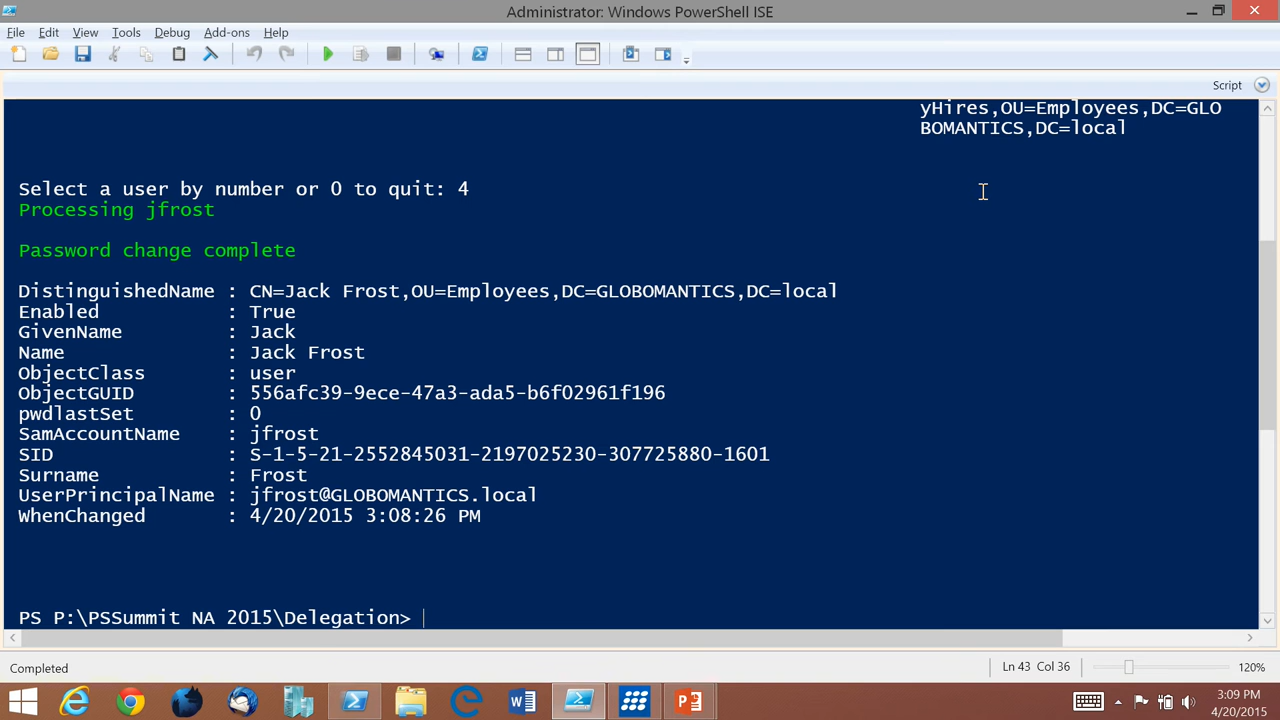 Administrator: Windows PowerShell ISE
File Edit View Tools Debug Add-ons Help
Script
yHires,OU=Employees,DC=GLO
BOMANTICS,DC=local
Select a user by number or 0 to quit: 4
Processing jfrost
Password change complete
DistinguishedName : CN=Jack Frost,OU=Employees,DC=GLOBOMANTICS,DC=local
Enabled : True
GivenName : Jack
Name : Jack Frost
ObjectClass : user
ObjectGUID : 556afc39-9ece-47a3-ada5-b6f02961f196
pwdlastSet : 0
SamAccountName : jfrost
SID : S-1-5-21-2552845031-2197025230-307725880-1601
Surname : Frost
UserPrincipalName : jfrost@GLOBOMANTICS.local
WhenChanged : 4/20/2015 3:08:26 PM
PS P:\PSSummit NA 2015\Delegation>
Completed
Ln 43 Col 36
120%
3:09 PM
4/20/2015